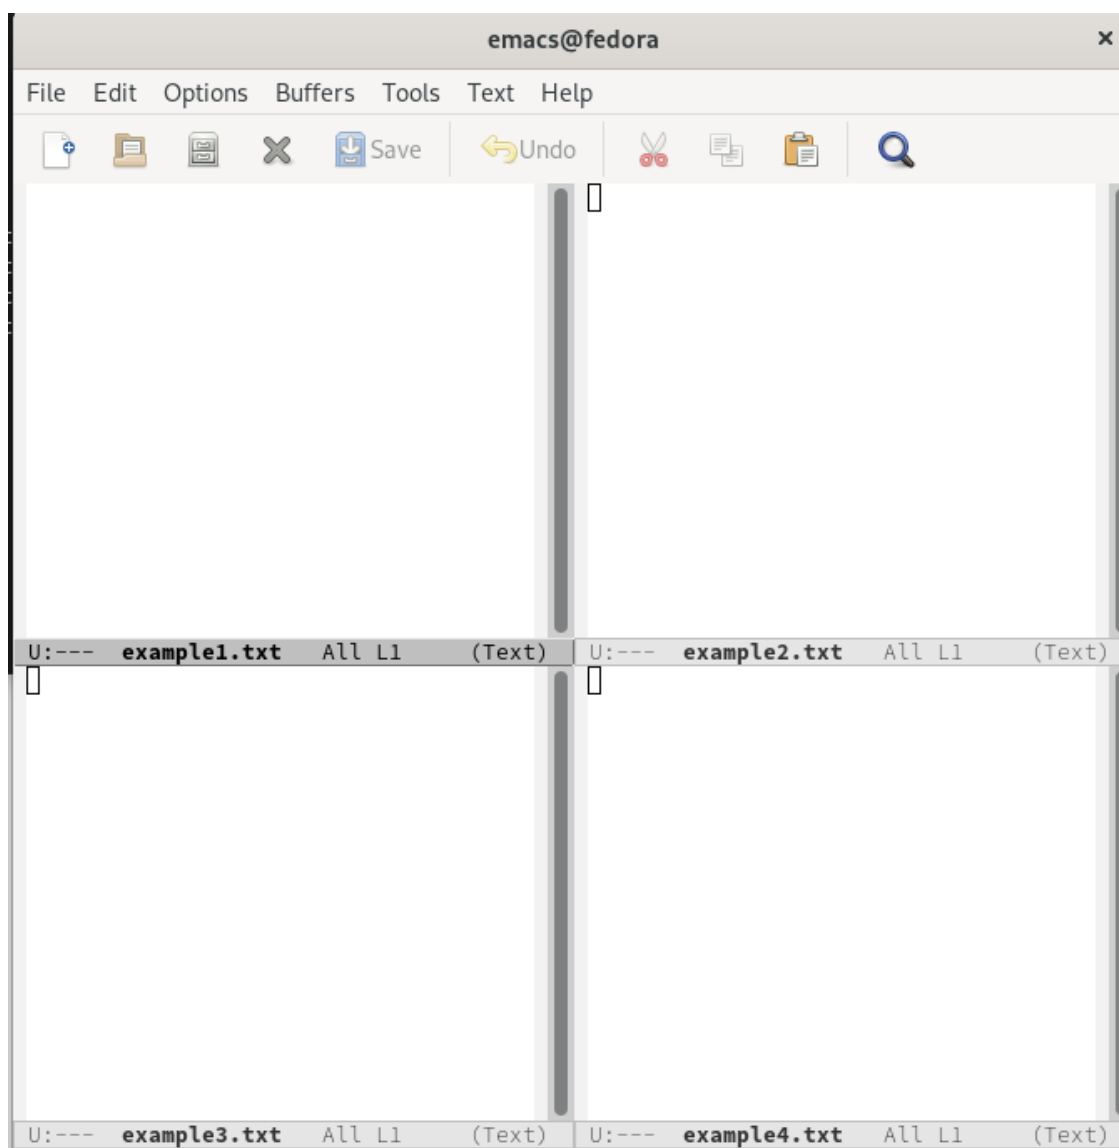 emacs@fedora
File Edit Options Buffers Tools Text Help
Save Undo
U:--- example1.txt All L1 (Text)
U:--- example2.txt All L1 (Text)
U:--- example3.txt All L1 (Text)
U:--- example4.txt All L1 (Text)